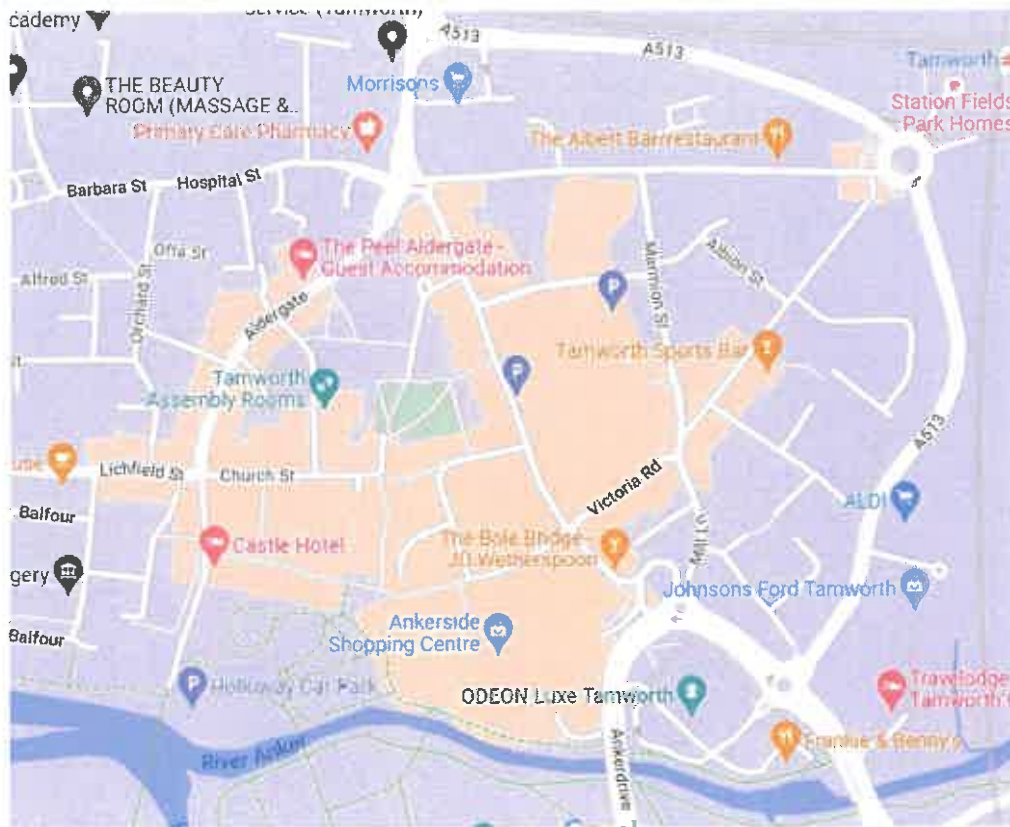 cademy
Service (Tamworth)
A513
A513
Morrisons
Tamworth
THE BEAUTY
ROOM (MASSAGE &..
Station Fields
Park Homes
Primary Care Pharmacy
The Albert Bar/restaurant
Barbara St
Hospital St
Offa St
The Peel Aldergate -
Guest Accommodation
Albion St
Alfred St
Orchard St
Marmion St
Aldergate
P
Tamworth Sports Bar
Tamworth
Assembly Rooms
P
A513
Lichfield St
Church St
Victoria Rd
ALDI
Balfour
Castle Hotel
The Bole Bridge -
JD Wetherspoon
gery
Johnsons Ford Tamworth
Balfour
Ankerside
Shopping Centre
P
Holloway Car Park
ODEON Luxe Tamworth
Travelodge
Tamworth
River Anker
Frankie & Benny's
Ankerdrive